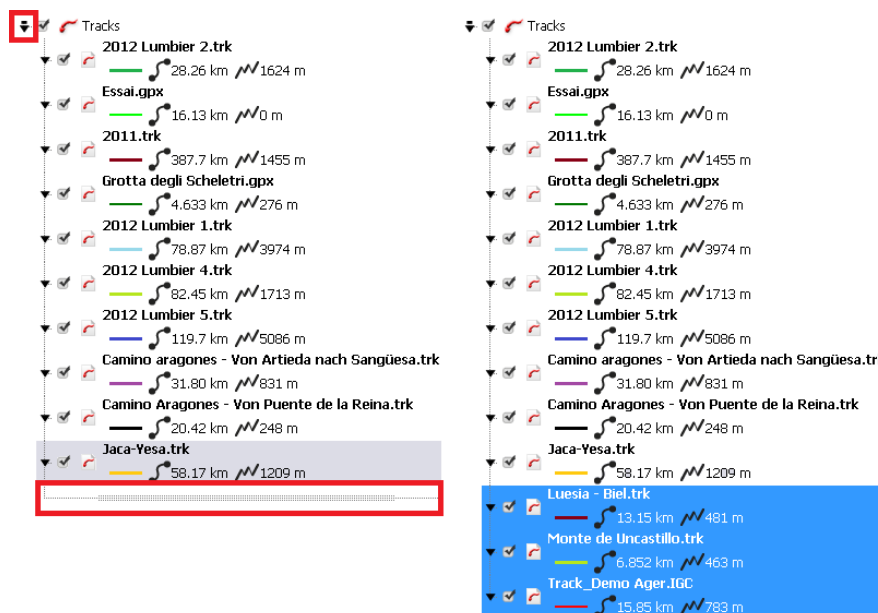 Tracks
2012 Lumbier 2.trk
28.26 km 1624 m
Essai.gpx
16.13 km 0 m
2011.trk
387.7 km 1455 m
Grotta degli Scheletri.gpx
4.633 km 276 m
2012 Lumbier 1.trk
78.87 km 3974 m
2012 Lumbier 4.trk
82.45 km 1713 m
2012 Lumbier 5.trk
119.7 km 5086 m
Camino aragones - Von Artieda nach Sangüesa.trk
31.80 km 831 m
Camino Aragones - Von Puente de la Reina.trk
20.42 km 248 m
Jaca-Yesa.trk
58.17 km 1209 m
Tracks
2012 Lumbier 2.trk
28.26 km 1624 m
Essai.gpx
16.13 km 0 m
2011.trk
387.7 km 1455 m
Grotta degli Scheletri.gpx
4.633 km 276 m
2012 Lumbier 1.trk
78.87 km 3974 m
2012 Lumbier 4.trk
82.45 km 1713 m
2012 Lumbier 5.trk
119.7 km 5086 m
Camino aragones - Von Artieda nach Sangüesa.tr
31.80 km 831 m
Camino Aragones - Von Puente de la Reina.trk
20.42 km 248 m
Jaca-Yesa.trk
58.17 km 1209 m
Luesia - Biel.trk
13.15 km 481 m
Monte de Uncastillo.trk
6.852 km 463 m
Track_Demo Ager.IGC
15.85 km 783 m